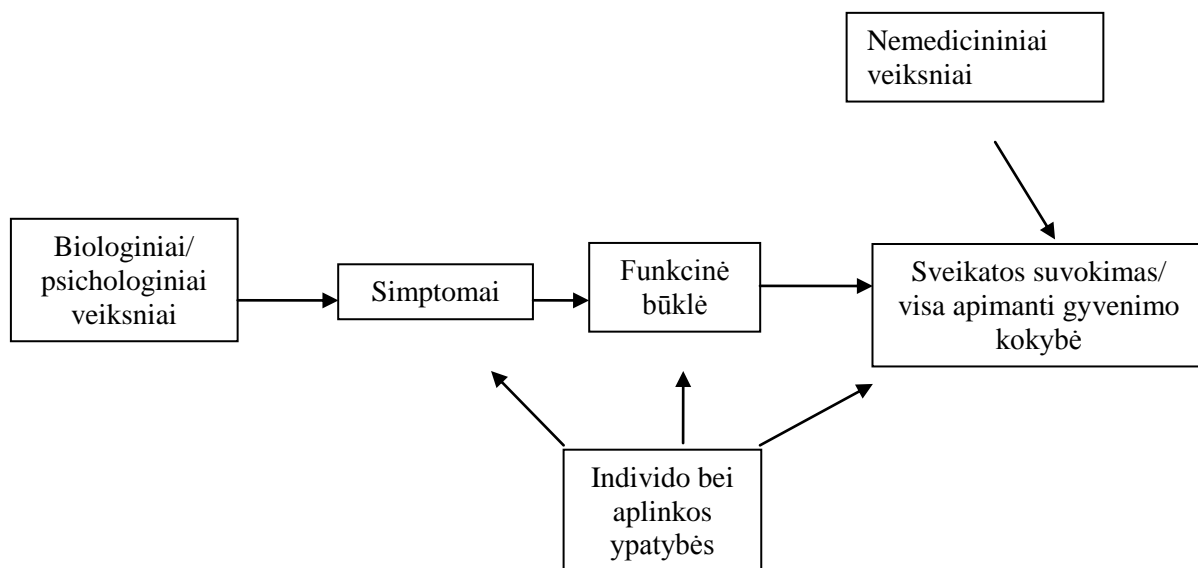 Nemedicininiai
veiksniai
Biologiniai/
psichologiniai
veiksniai
Simptomai
Funkcinė
būklė
Sveikatos suvokimas/
visa apimanti gyvenimo
kokybė
Individo bei
aplinkos
ypatybės